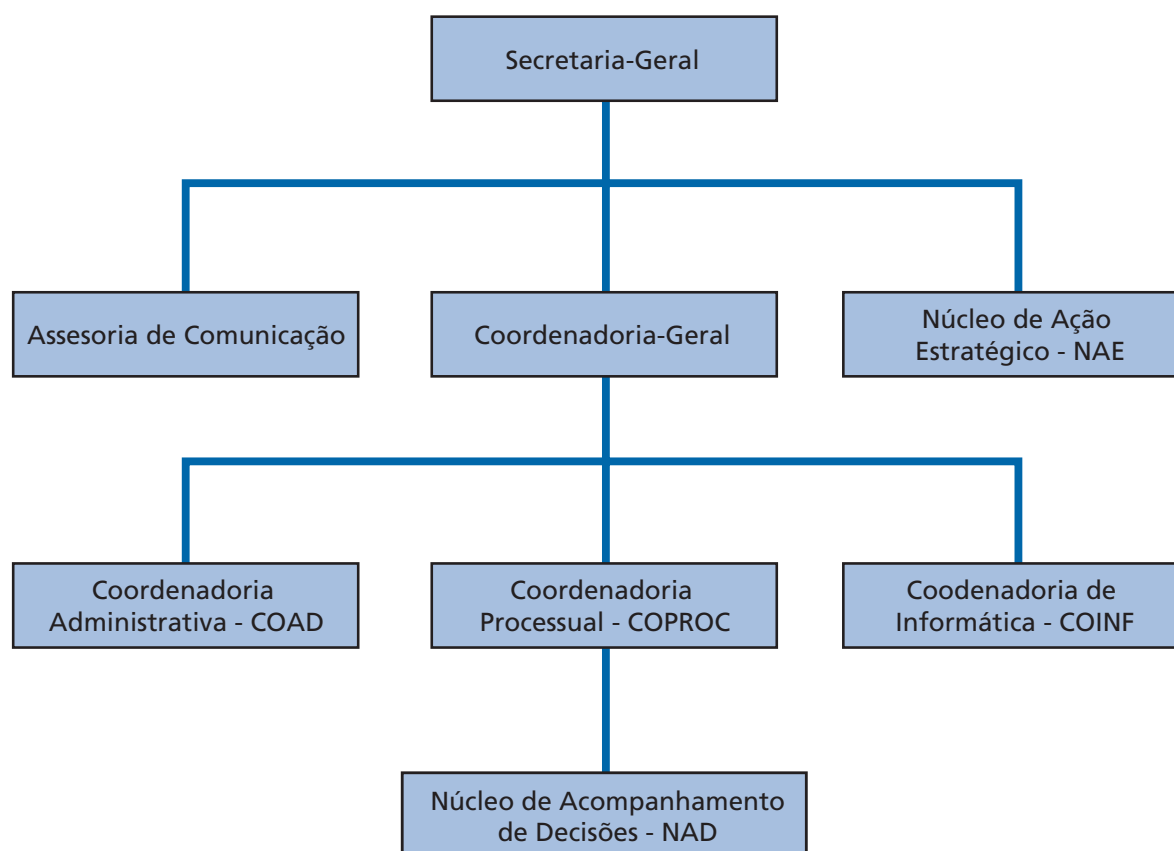 Secretaria-Geral
Assesoria de Comunicação
Coordenadoria-Geral
Núcleo de Ação
Estratégico - NAE
Coordenadoria
Administrativa - COAD
Coordenadoria
Processual - COPROC
Coodenadoria de
Informática - COINF
Núcleo de Acompanhamento
de Decisões - NAD